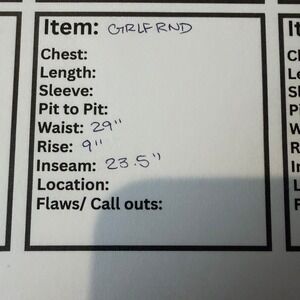 Item: GRLFRND
Chest:
Length:
Sleeve:
Pit to Pit:
Waist: 29"
Rise: 9"
Inseam: 23.5"
Location:
Flaws/ Call outs:
It